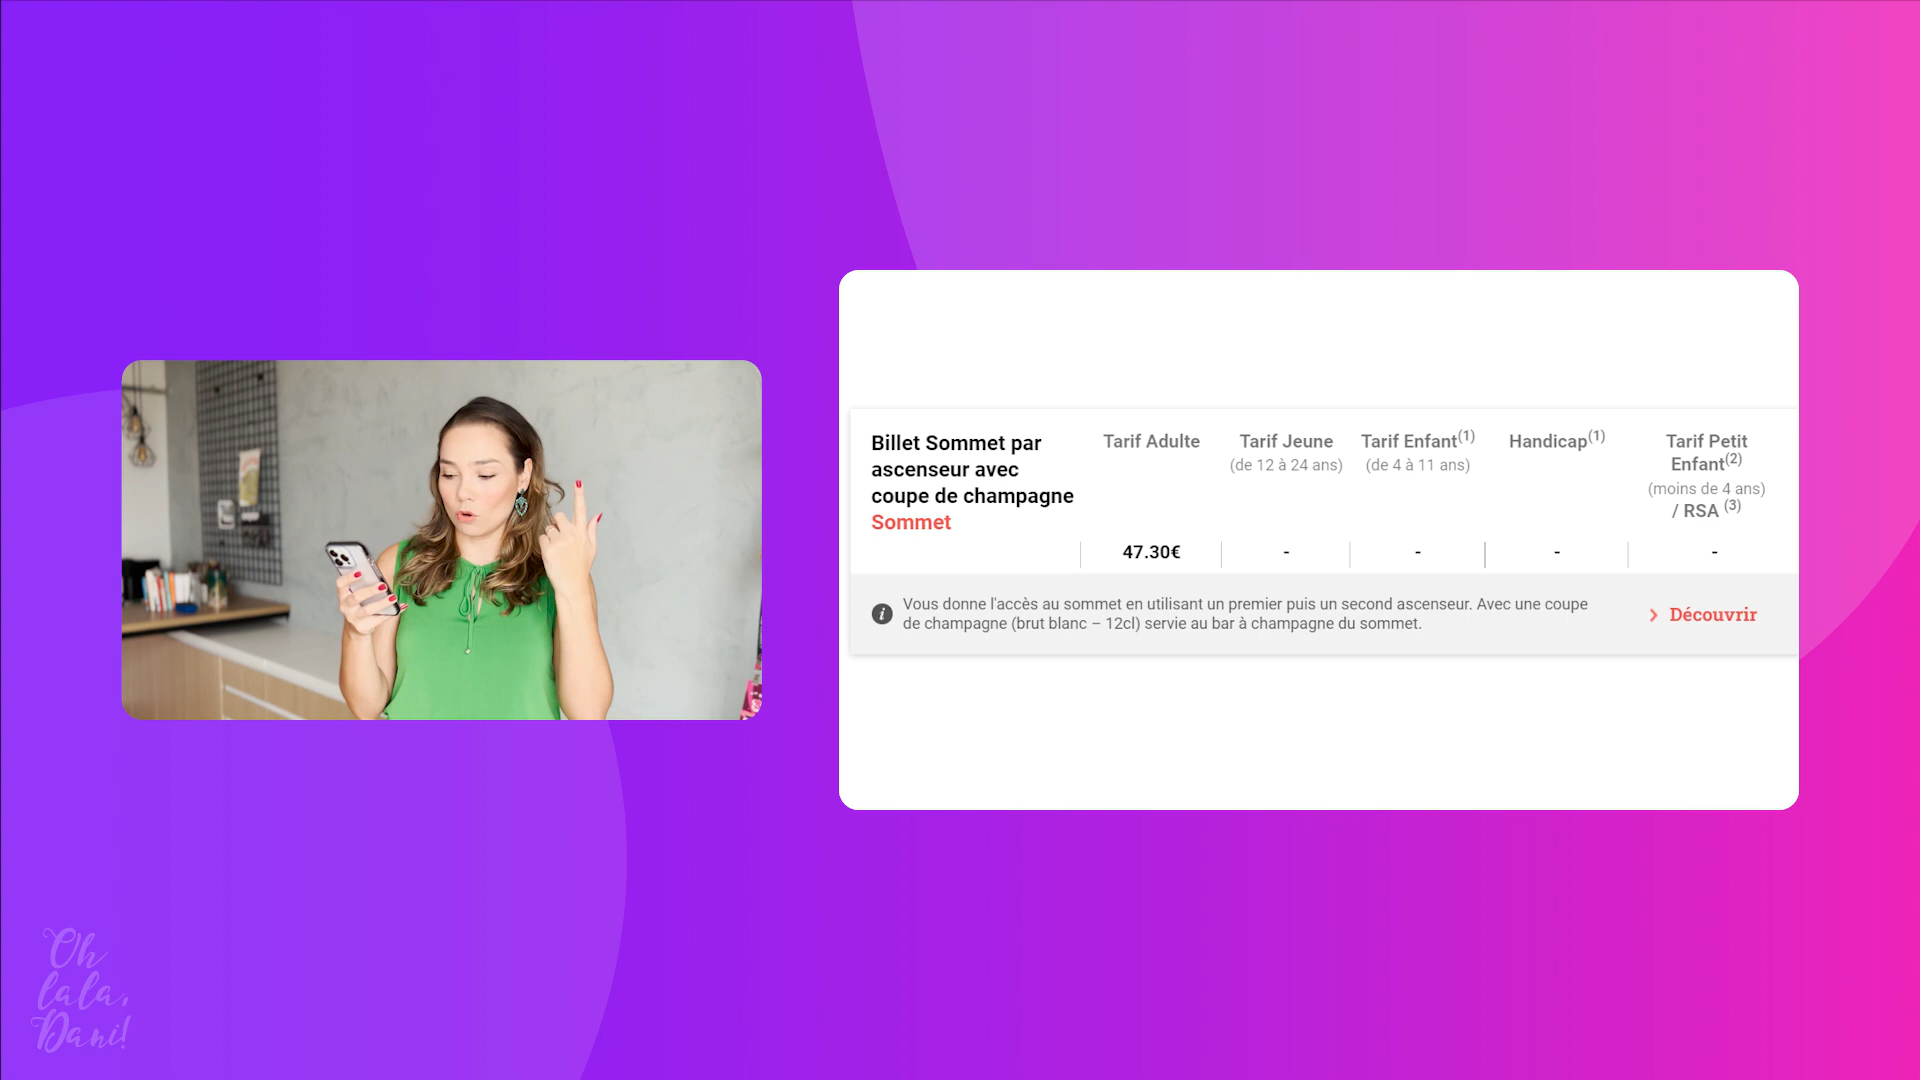 Billet Sommet par
ascenseur avec
coupe de champagne
Sommet
Tarif Adulte
47.30€
Tarif Jeune
(de 12 à 24 ans)
-
Tarif Enfant(1)
(de 4 à 11 ans)
-
Handicap(1)
-
Tarif Petit
Enfant(2)
(moins de 4 ans)
/ RSA (3)
-
Vous donne l'accès au sommet en utilisant un premier puis un second ascenseur. Avec une coupe
de champagne (brut blanc – 12cl) servie au bar à champagne du sommet.
Découvrir
Oh
lala,
Dani!